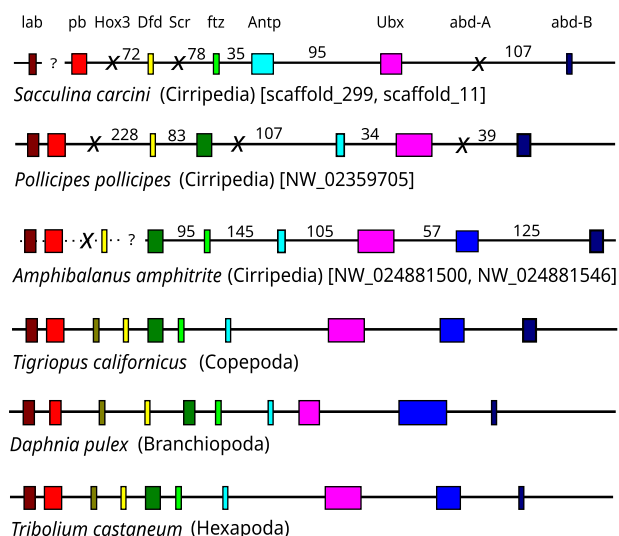 lab pb Hox3 Dfd Scr ftz Antp Ubx abd-A abd-B
? X 72 X 78 35 95 X 107
Sacculina carcini (Cirripedia) [scaffold_299, scaffold_11]
X 228 83 X 107 34 X 39
Pollicipes pollicipes (Cirripedia) [NW_02359705]
X ? 95 145 105 57 125
Amphibalanus amphitrite (Cirripedia) [NW_024881500, NW_024881546]
Tigriopus californicus (Copepoda)
Daphnia pulex (Branchiopoda)
Tribolium castaneum (Hexapoda)